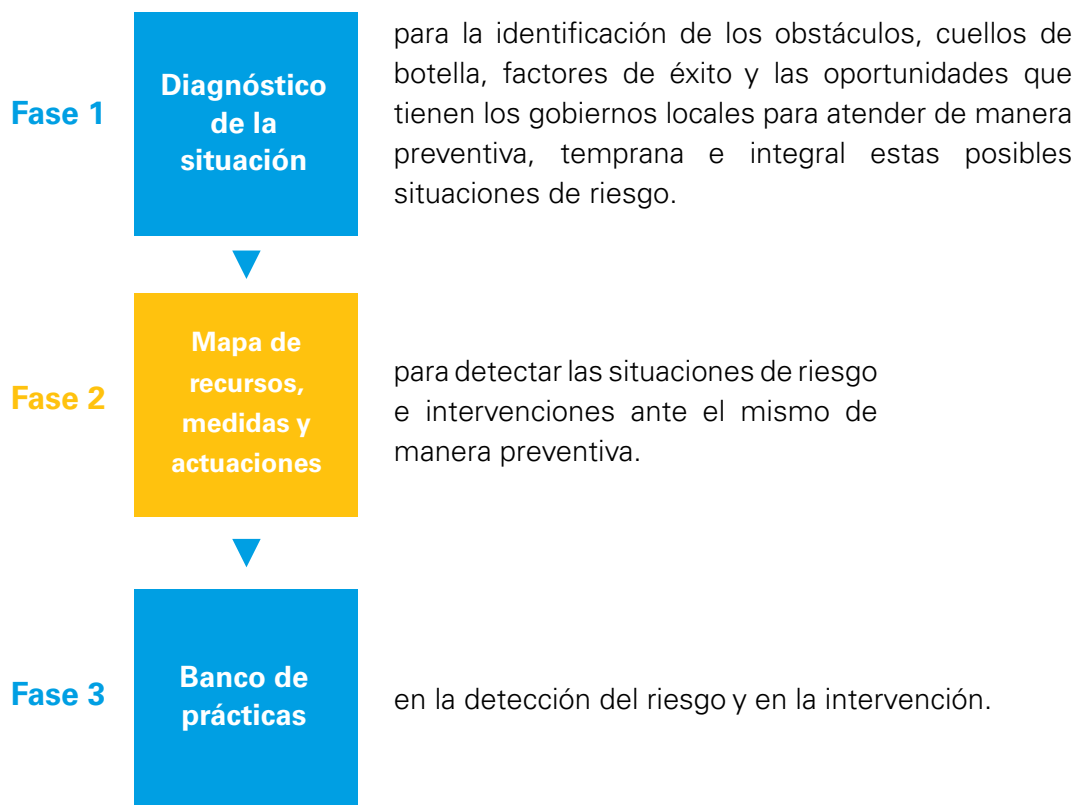 Fase 1
Diagnóstico
de la
situación
para la identificación de los obstáculos, cuellos de
botella, factores de éxito y las oportunidades que
tienen los gobiernos locales para atender de manera
preventiva, temprana e integral estas posibles
situaciones de riesgo.
Fase 2
Mapa de
recursos,
medidas y
actuaciones
para detectar las situaciones de riesgo
e intervenciones ante el mismo de
manera preventiva.
Fase 3
Banco de
prácticas
en la detección del riesgo y en la intervención.